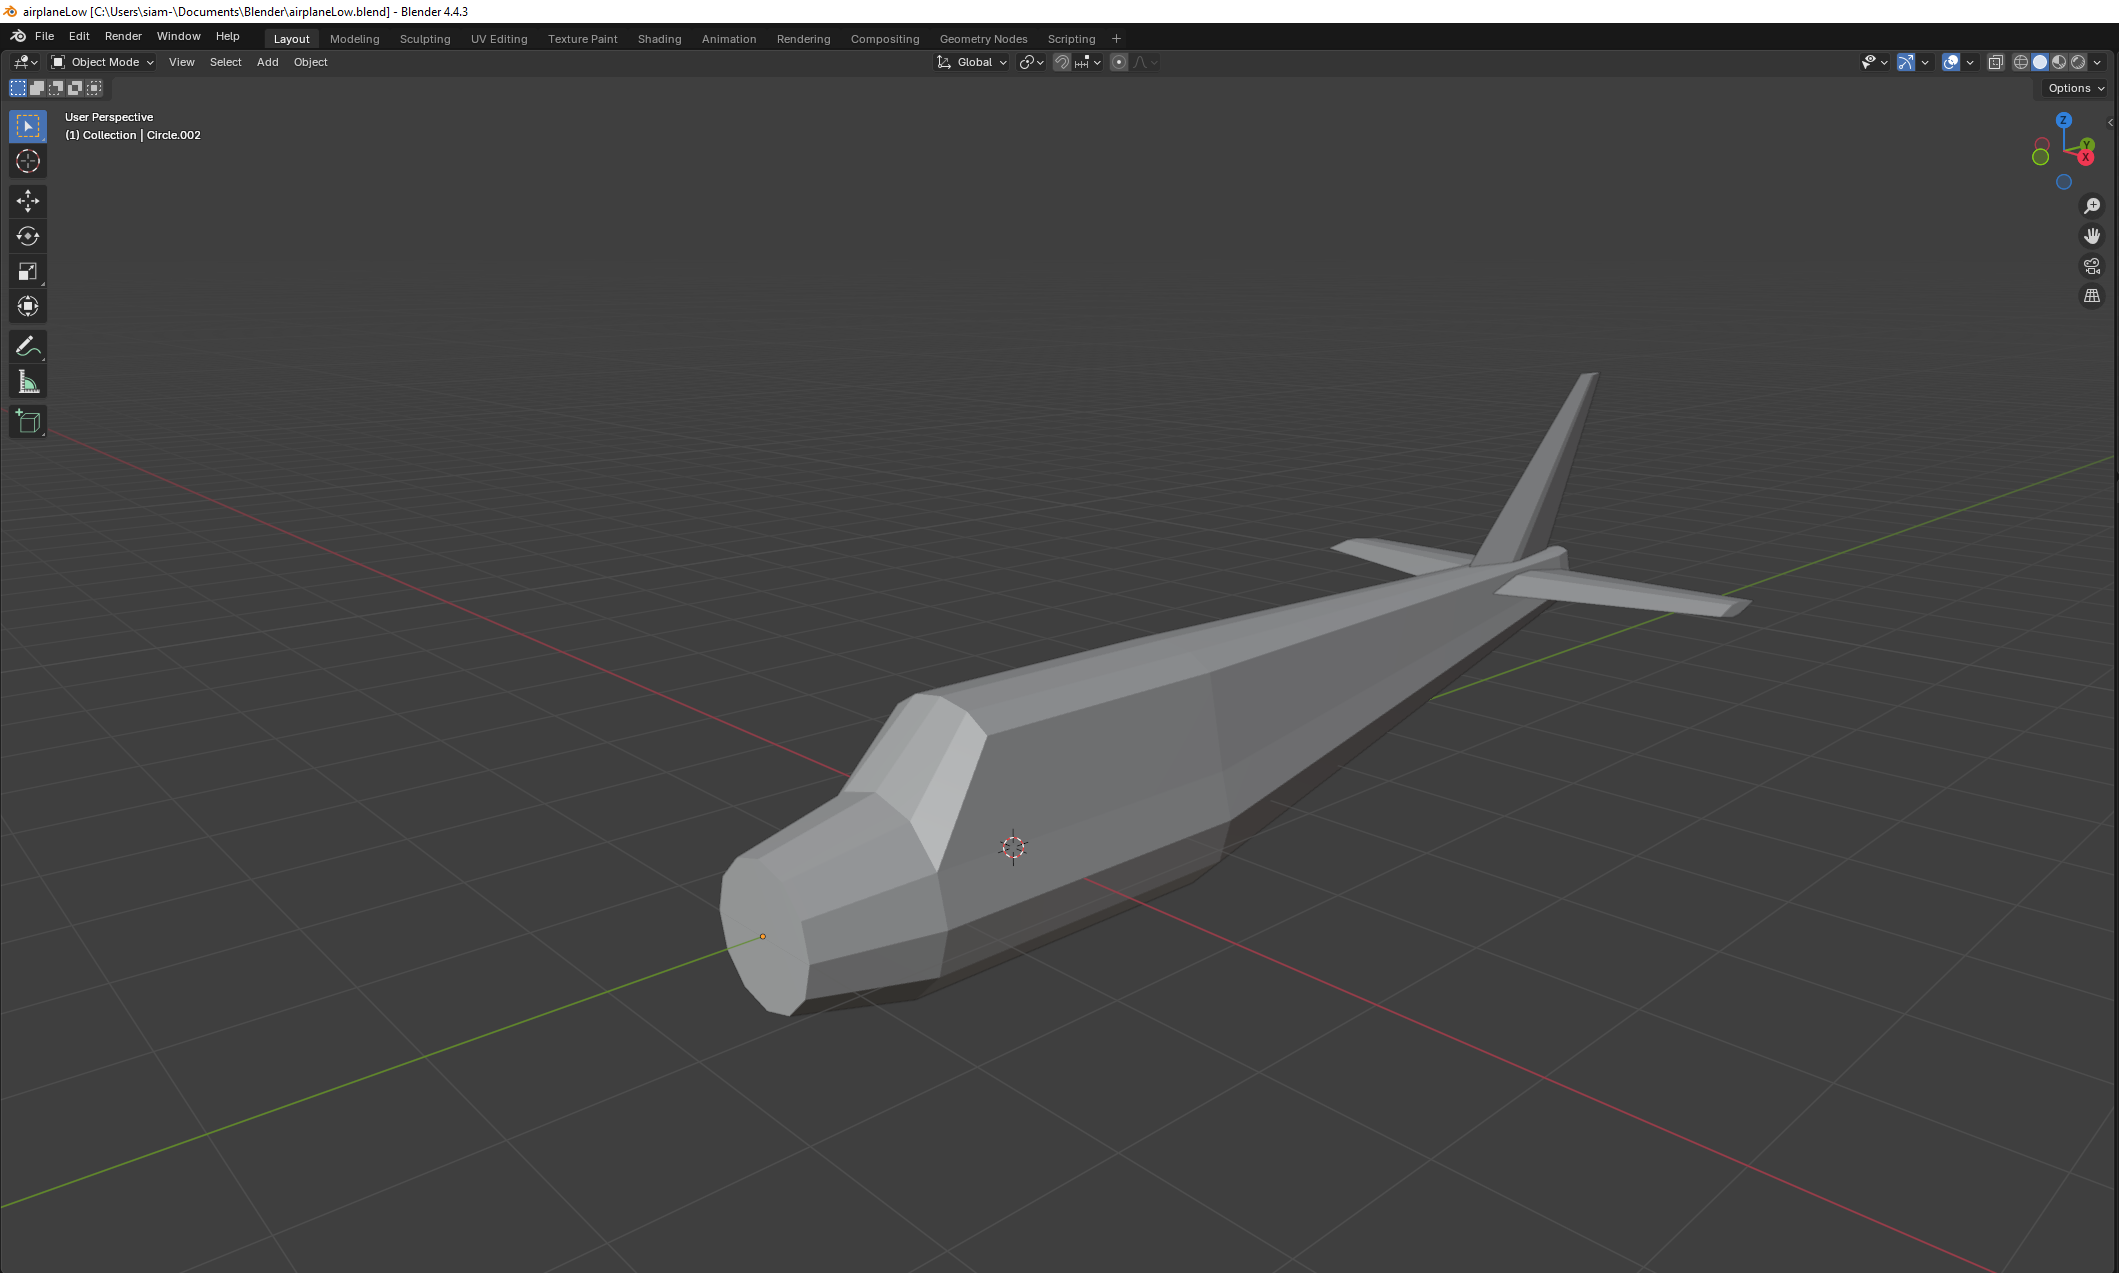 airplaneLow [C:\Users\siam-\Documents\Blender\airplaneLow.blend] - Blender 4.4.3
File Edit Render Window Help Layout Modeling Sculpting UV Editing Texture Paint Shading Animation Rendering Compositing Geometry Nodes Scripting +
Object Mode View Select Add Object Global
Options
User Perspective
(1) Collection | Circle.002
Z
Y
X